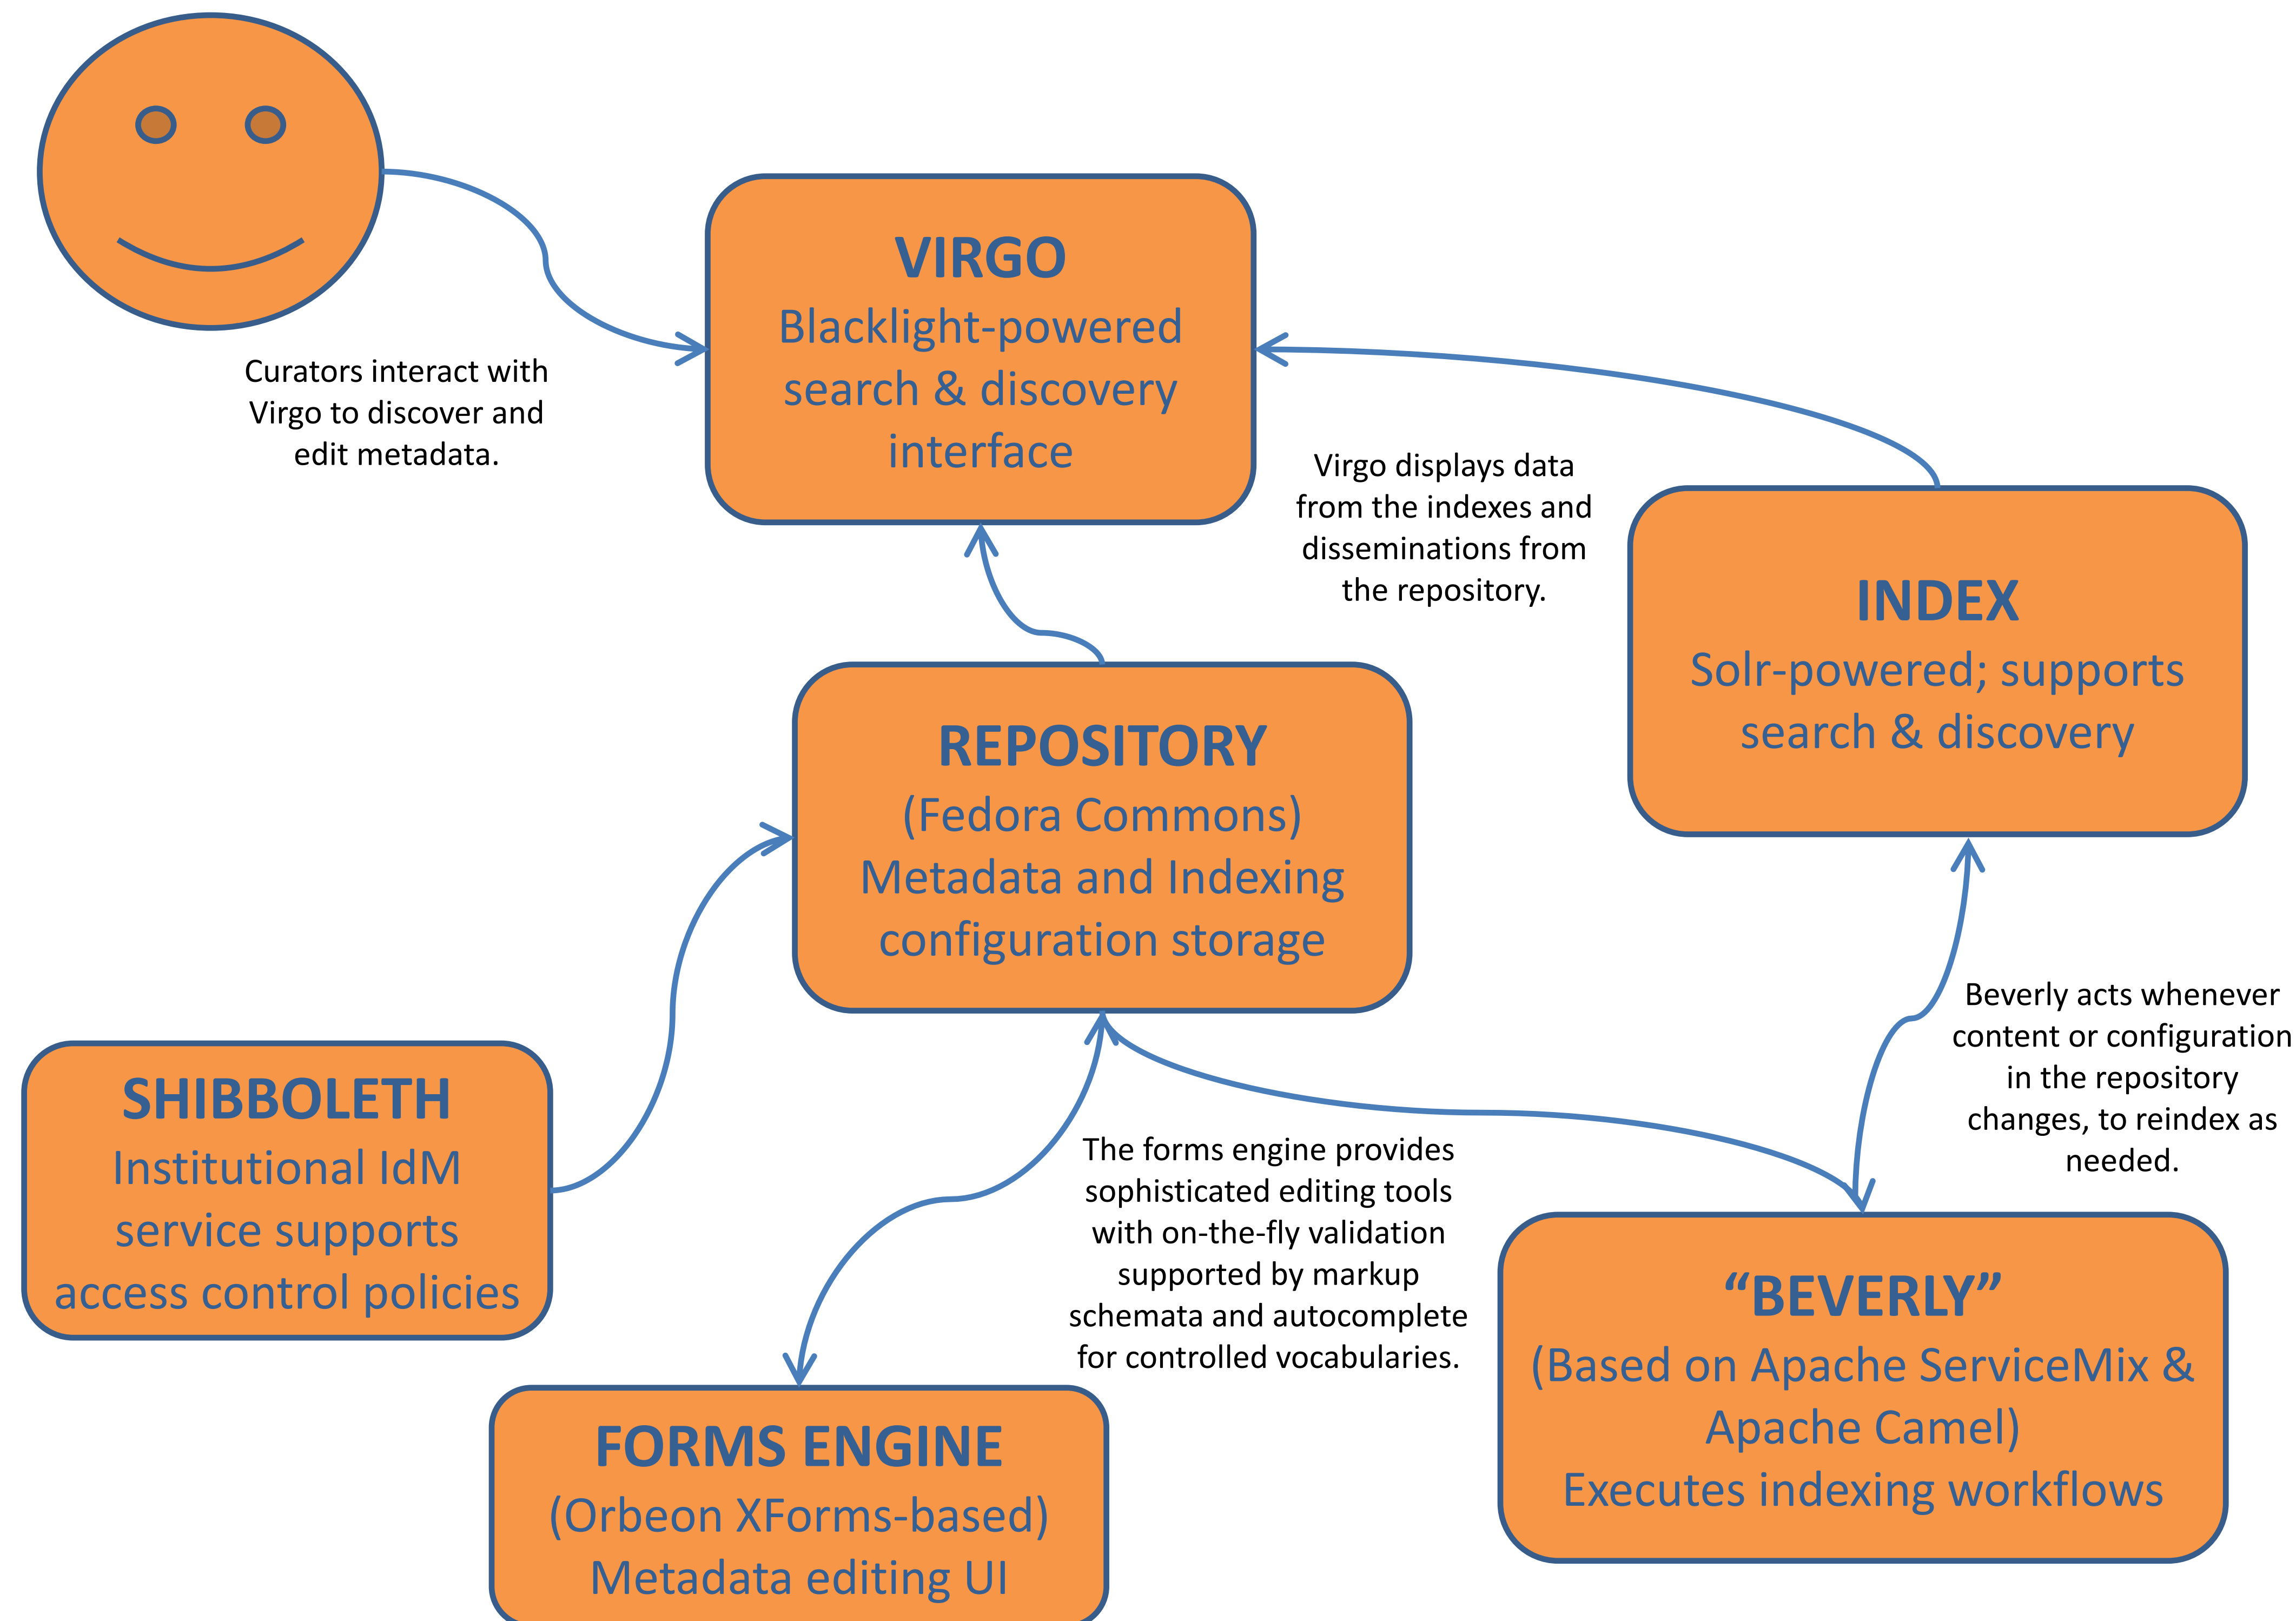 VIRGO
Blacklight-powered
search & discovery
interface
Curators interact with
Virgo to discover and
edit metadata.
Virgo displays data
from the indexes and
disseminations from
the repository.
INDEX
Solr-powered; supports
search & discovery
REPOSITORY
(Fedora Commons)
Metadata and Indexing
configuration storage
Beverly acts whenever
content or configuration
in the repository
changes, to reindex as
needed.
SHIBBOLETH
Institutional IdM
service supports
access control policies
The forms engine provides
sophisticated editing tools
with on-the-fly validation
supported by markup
schemata and autocomplete
for controlled vocabularies.
“BEVERLY”
(Based on Apache ServiceMix &
Apache Camel)
Executes indexing workflows
FORMS ENGINE
(Orbeon XForms-based)
Metadata editing UI